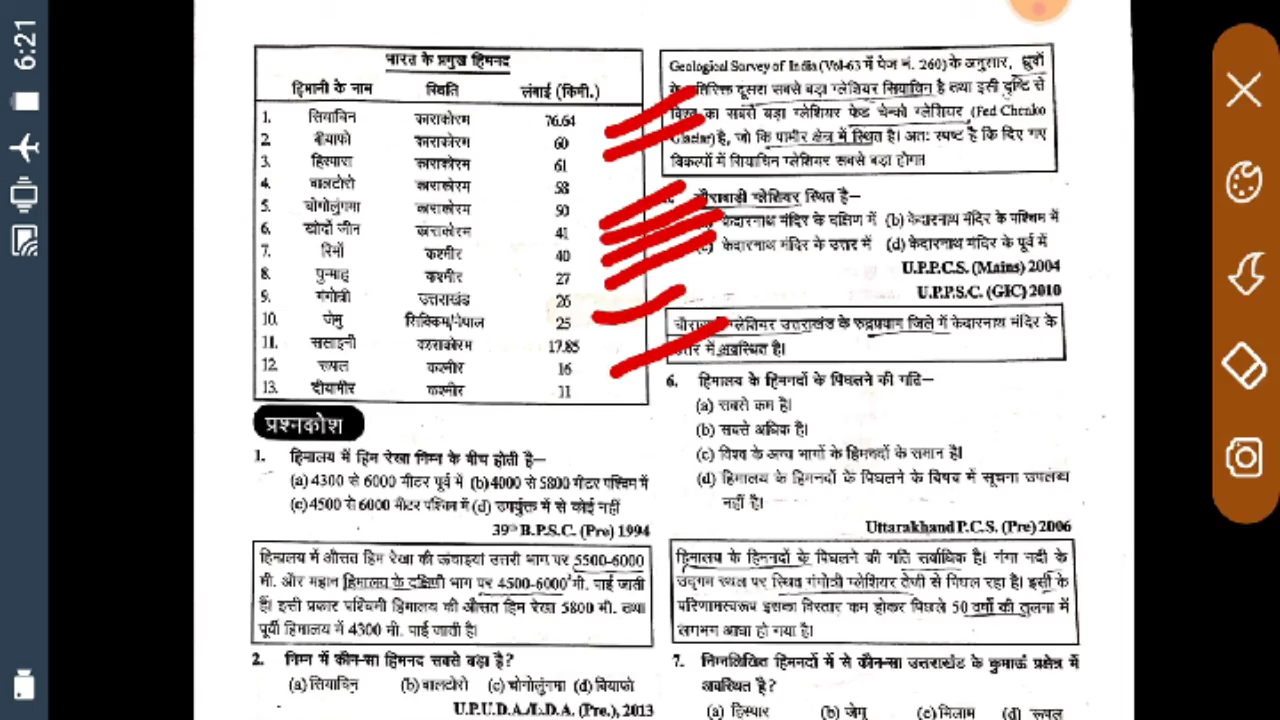 6:21
भारत के प्रमुख हिमनद
हिमानी के नाम स्थिति लंबाई (किमी.)
1. सियाचिन काराकोरम 76.64
2. बीयाफो काराकोरम 60
3. हिस्पारा काराकोरम 61
4. बालटोरो काराकोरम 58
5. चोगोलुंगमा काराकोरम 50
6. खोर्दो जीन काराकोरम 41
7. रिमो कश्मीर 40
8. पुन्माह कश्मीर 27
9. गंगोत्री उत्तराखंड 26
10. जेमु सिक्किम/नेपाल 25
11. ससाइनी काराकोरम 17.85
12. रूपल कश्मीर 16
13. दीयामीर कश्मीर 11
प्रश्नकोश
1. हिमालय में हिम रेखा निम्न के बीच होती है–
(a) 4300 से 6000 मीटर पूर्व में (b) 4000 से 5800 मीटर पश्चिम में
(c) 4500 से 6000 मीटर पश्चिम में (d) उपर्युक्त में से कोई नहीं
39th B.P.S.C. (Pre) 1994
हिमालय में औसत हिम रेखा की ऊंचाइयां उत्तरी भाग पर 5500-6000
मी. और महान हिमालय के दक्षिणी भाग पर 4500-6000 मी. पाई जाती
हैं। इसी प्रकार पश्चिमी हिमालय की औसत हिम रेखा 5800 मी. तथा
पूर्वी हिमालय में 4300 मी. पाई जाती है।
2. निम्न में कौन-सा हिमनद सबसे बड़ा है?
(a) सियाचिन (b) बालटोरो (c) चोगोलुंगमा (d) बियाफो
U.P.U.D.A./L.D.A. (Pre.), 2013
Geological Survey of India (Vol-63 में पेज नं. 260) के अनुसार, ध्रुवों
के अतिरिक्त दूसरा सबसे बड़ा ग्लेशियर सियाचिन है तथा इसी दृष्टि से
विश्व का सबसे बड़ा ग्लेशियर फेड चेन्को ग्लेशियर (Fed Chenko
Glacier) है, जो कि पामीर क्षेत्र में स्थित है। अतः स्पष्ट है कि दिए गए
विकल्पों में सियाचिन ग्लेशियर सबसे बड़ा होगा।
चौराबाड़ी ग्लेशियर स्थित है–
केदारनाथ मंदिर के दक्षिण में (b) केदारनाथ मंदिर के पश्चिम में
(c) केदारनाथ मंदिर के उत्तर में (d) केदारनाथ मंदिर के पूर्व में
U.P.P.C.S. (Mains) 2004
U.P.P.S.C. (GIC) 2010
ग्लेशियर उत्तराखंड के रुद्रप्रयाग जिले में केदारनाथ मंदिर के
उत्तर में अवस्थित है।
6. हिमालय के हिमनदों के पिघलने की गति–
(a) सबसे कम है।
(b) सबसे अधिक है।
(c) विश्व के अन्य भागों के हिमनदों के समान है।
(d) हिमालय के हिमनदों के पिघलने के विषय में सूचना उपलब्ध
नहीं है।
Uttarakhand P.C.S. (Pre) 2006
हिमालय के हिमनदों के पिघलने की गति सर्वाधिक है। गंगा नदी के
उद्गम स्थल पर स्थित गंगोत्री ग्लेशियर तेजी से पिघल रहा है। इसी के
परिणामस्वरूप इसका विस्तार कम होकर पिछले 50 वर्षों की तुलना में
लगभग आधा हो गया है।
7. निम्नलिखित हिमनदों में से कौन-सा उत्तराखंड के कुमाऊं प्रक्षेत्र में
अवस्थित है?
(a) हिस्पार (b) जेमू (c) मिलाम (d) रूपल